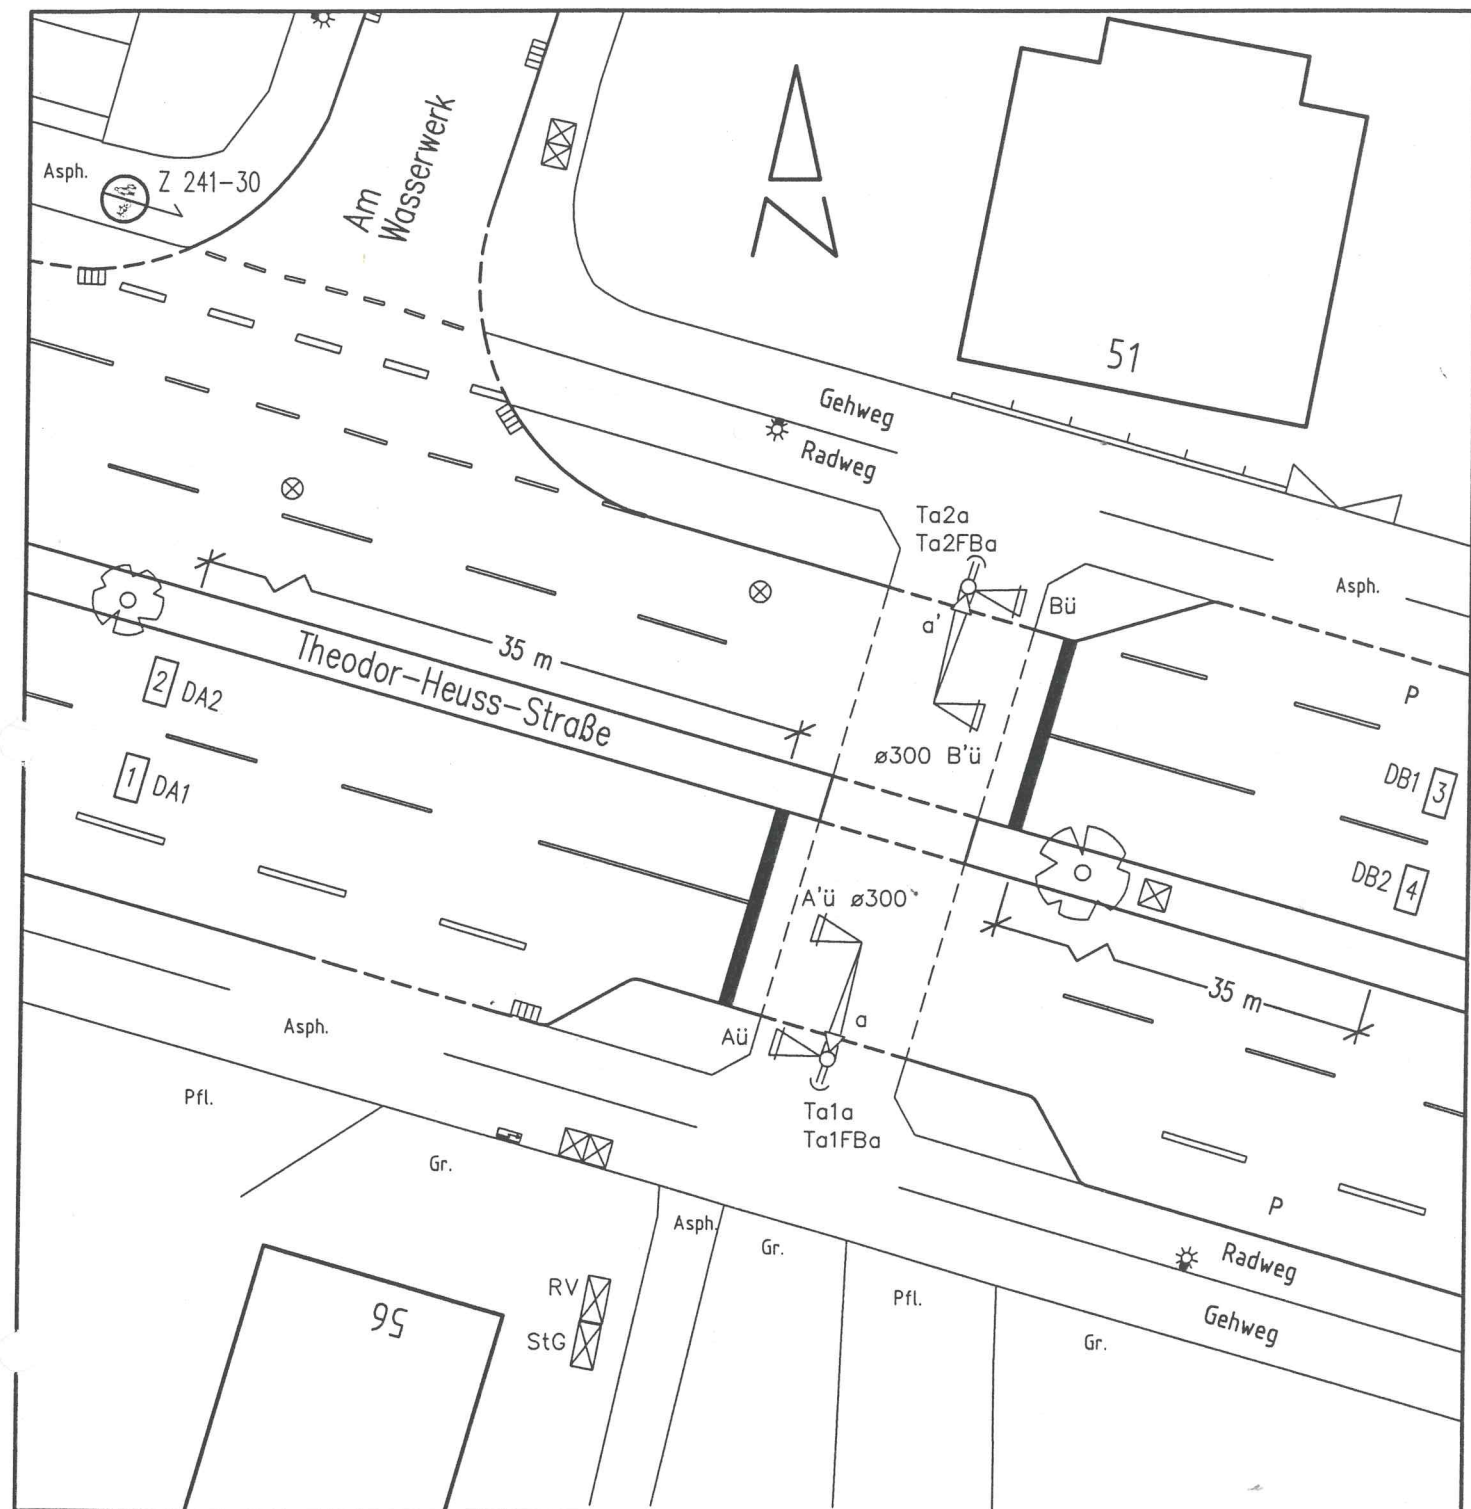 Asph.
Z 241-30
Am
Wasserwerk
51
Gehweg
Radweg
Ta2a
Ta2FBa
Asph.
a'
Bü
35 m
Theodor-Heuss-Straße
P
2 DA2
ø300 B'ü
DB1 3
1 DA1
DB2 4
A'ü ø300
35 m
Asph.
Aü
a
Pfl.
Ta1a
Ta1FBa
Gr.
P
Asph.
Gr.
Radweg
RV
Pfl.
Gehweg
56
StG
Gr.